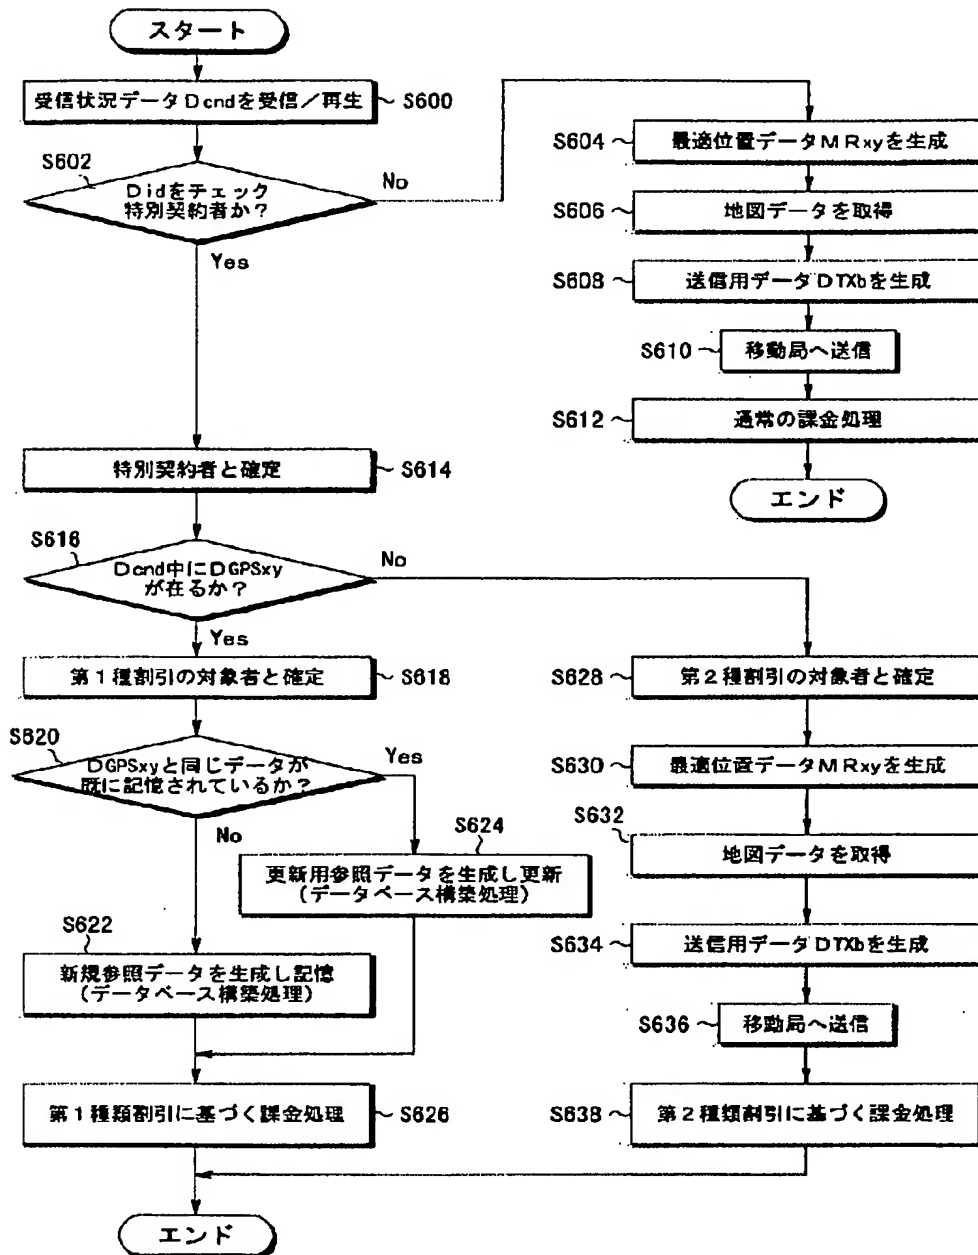 スタート
受信状況データDcndを受信/再生
S600
S602
Didをチェック
特別契約者か?
No
Yes
S604
最適位置データMRxyを生成
S606
地図データを取得
S608
送信用データDTXbを生成
S610
移動局へ送信
S612
通常の課金処理
エンド
特別契約者と確定
S614
S616
Dcnd中にDGPSxy
が在るか?
No
Yes
第1種割引の対象者と確定
S618
S620
DGPSxyと同じデータが
既に記憶されているか?
Yes
No
S624
更新用参照データを生成し更新
(データベース構築処理)
S622
新規参照データを生成し記憶
(データベース構築処理)
第1種類割引に基づく課金処理
S626
S628
第2種割引の対象者と確定
S630
最適位置データMRxyを生成
S632
地図データを取得
S634
送信用データDTXbを生成
S636
移動局へ送信
S638
第2種類割引に基づく課金処理
エンド